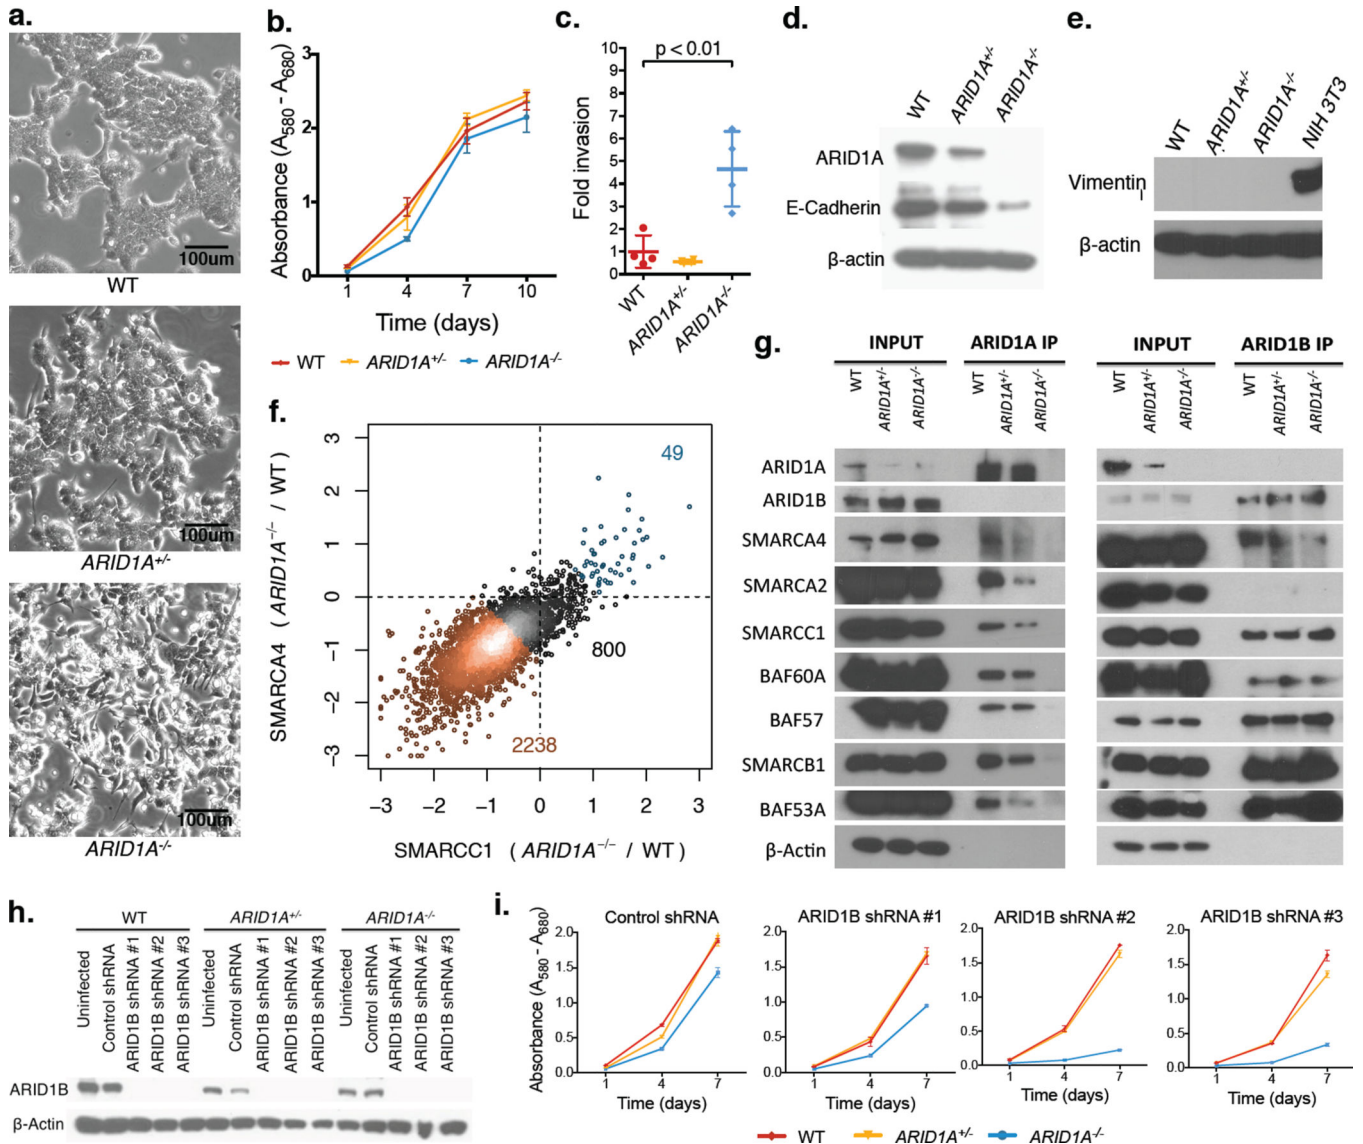 a.
100um
WT
100um
ARID1A+/-
100um
ARID1A-/-
b.
Absorbance (A580 - A680)
3
2
1
0
1 4 7 10
Time (days)
WT ARID1A+/- ARID1A-/-
c.
p < 0.01
Fold invasion
10
9
8
7
6
5
4
3
2
1
0
WT ARID1A+/- ARID1A-/-
d.
WT ARID1A+/- ARID1A-/-
ARID1A
E-Cadherin
β-actin
e.
WT ARID1A+/- ARID1A-/- NIH 3T3
Vimentin
β-actin
f.
SMARCA4 (ARID1A-/- / WT)
3
2
1
0
-1
-2
-3
49
800
2238
-3 -2 -1 0 1 2 3
SMARCC1 (ARID1A-/- / WT)
g.
INPUT ARID1A IP INPUT ARID1B IP
WT ARID1A+/- ARID1A-/- WT ARID1A+/- ARID1A-/- WT ARID1A+/- ARID1A-/- WT ARID1A+/- ARID1A-/-
ARID1A
ARID1B
SMARCA4
SMARCA2
SMARCC1
BAF60A
BAF57
SMARCB1
BAF53A
β-Actin
h.
WT ARID1A+/- ARID1A-/-
Uninfected Control shRNA ARID1B shRNA #1 ARID1B shRNA #2 ARID1B shRNA #3 Uninfected Control shRNA ARID1B shRNA #1 ARID1B shRNA #2 ARID1B shRNA #3 Uninfected Control shRNA ARID1B shRNA #1 ARID1B shRNA #2 ARID1B shRNA #3
ARID1B
β-Actin
i.
Absorbance (A580 - A680)
Control shRNA
2.0
1.5
1.0
0.5
0.0
1 4 7
Time (days)
ARID1B shRNA #1
2.0
1.5
1.0
0.5
0.0
1 4 7
Time (days)
ARID1B shRNA #2
2.0
1.5
1.0
0.5
0.0
1 4 7
Time (days)
ARID1B shRNA #3
2.0
1.5
1.0
0.5
0.0
1 4 7
Time (days)
WT ARID1A+/- ARID1A-/-